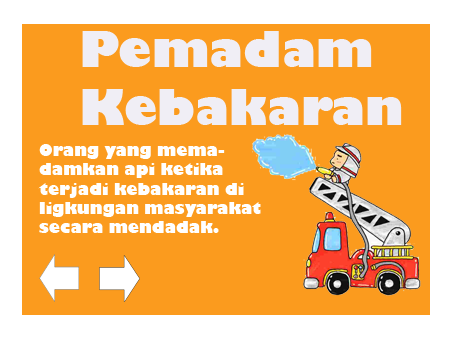 Pemadam
Kebakaran
Orang yang mema-
damkan api ketika
terjadi kebakaran di
ligkungan masyarakat
secara mendadak.